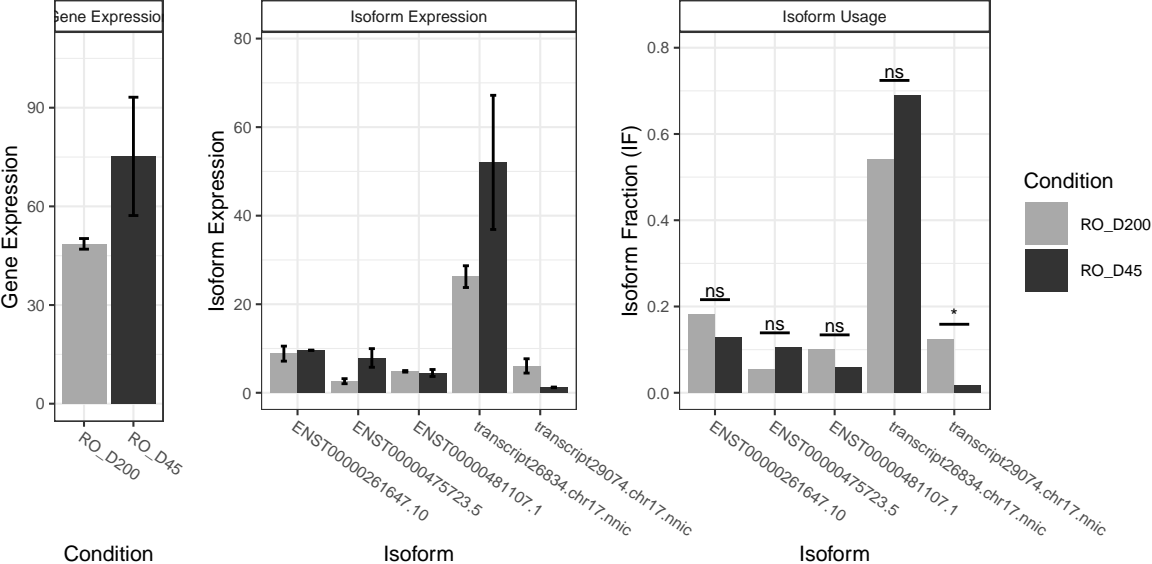 Gene Expression
Isoform Expression
Isoform Usage
Gene Expression
90
60
30
0
RO_D200
RO_D45
Condition
Isoform Expression
80
60
40
20
0
ENST00000261647.10
ENST00000475723.5
ENST00000481107.1
transcript26834.chr17.nnic
transcript29074.chr17.nnic
Isoform
Isoform Fraction (IF)
0.8
0.6
0.4
0.2
0.0
ns
ns
ns
ns
*
ENST00000261647.10
ENST00000475723.5
ENST00000481107.1
transcript26834.chr17.nnic
transcript29074.chr17.nnic
Isoform
Condition
RO_D200
RO_D45